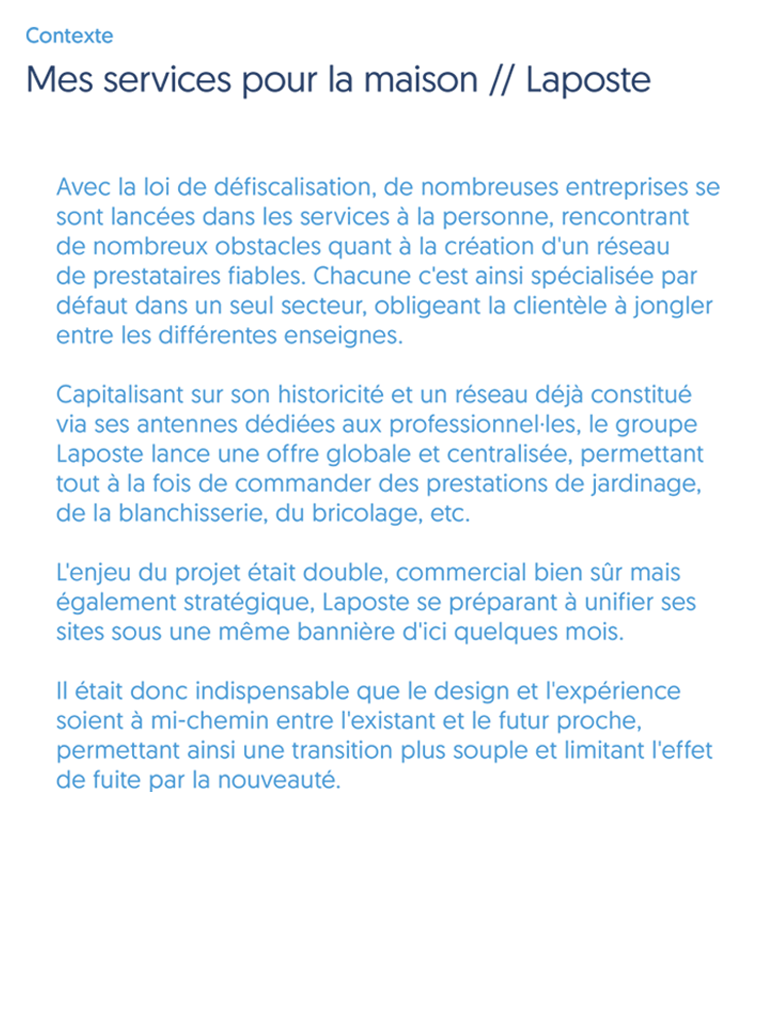 Contexte
Mes services pour la maison // Laposte
Avec la loi de défiscalisation, de nombreuses entreprises se
sont lancées dans les services à la personne, rencontrant
de nombreux obstacles quant à la création d'un réseau
de prestataires fiables. Chacune c'est ainsi spécialisée par
défaut dans un seul secteur, obligeant la clientèle à jongler
entre les différentes enseignes.
Capitalisant sur son historicité et un réseau déjà constitué
via ses antennes dédiées aux professionnel·les, le groupe
Laposte lance une offre globale et centralisée, permettant
tout à la fois de commander des prestations de jardinage,
de la blanchisserie, du bricolage, etc.
L'enjeu du projet était double, commercial bien sûr mais
également stratégique, Laposte se préparant à unifier ses
sites sous une même bannière d'ici quelques mois.
Il était donc indispensable que le design et l'expérience
soient à mi-chemin entre l'existant et le futur proche,
permettant ainsi une transition plus souple et limitant l'effet
de fuite par la nouveauté.